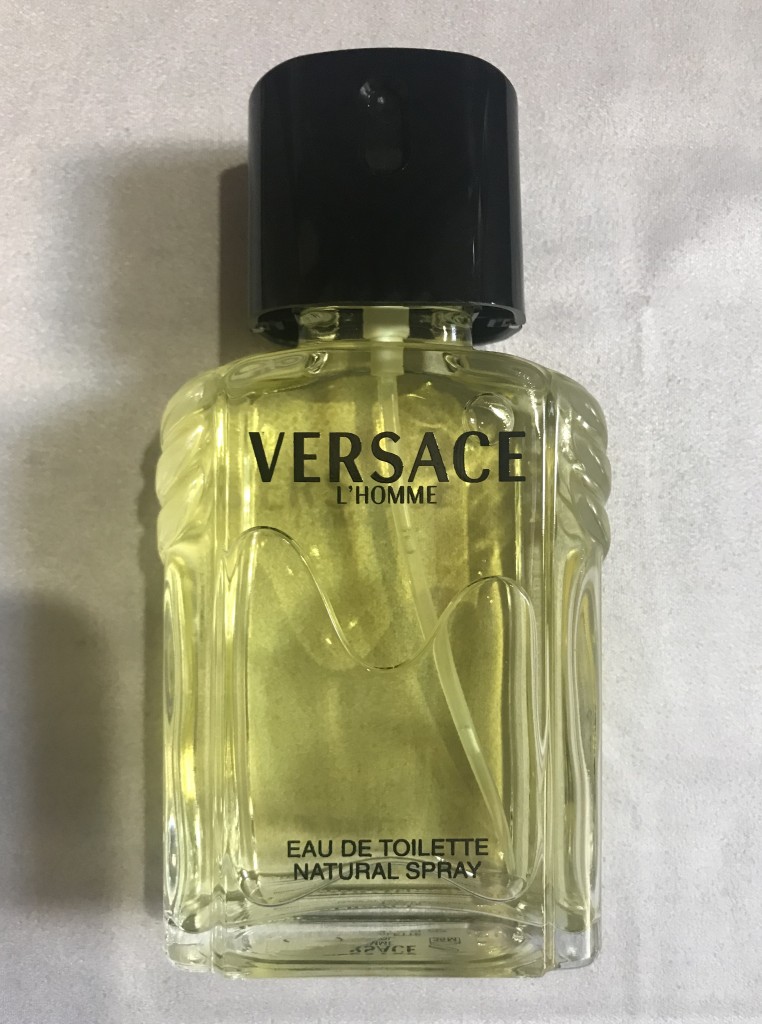 VERSACE
L'HOMME
EAU DE TOILETTE
NATURAL SPRAY